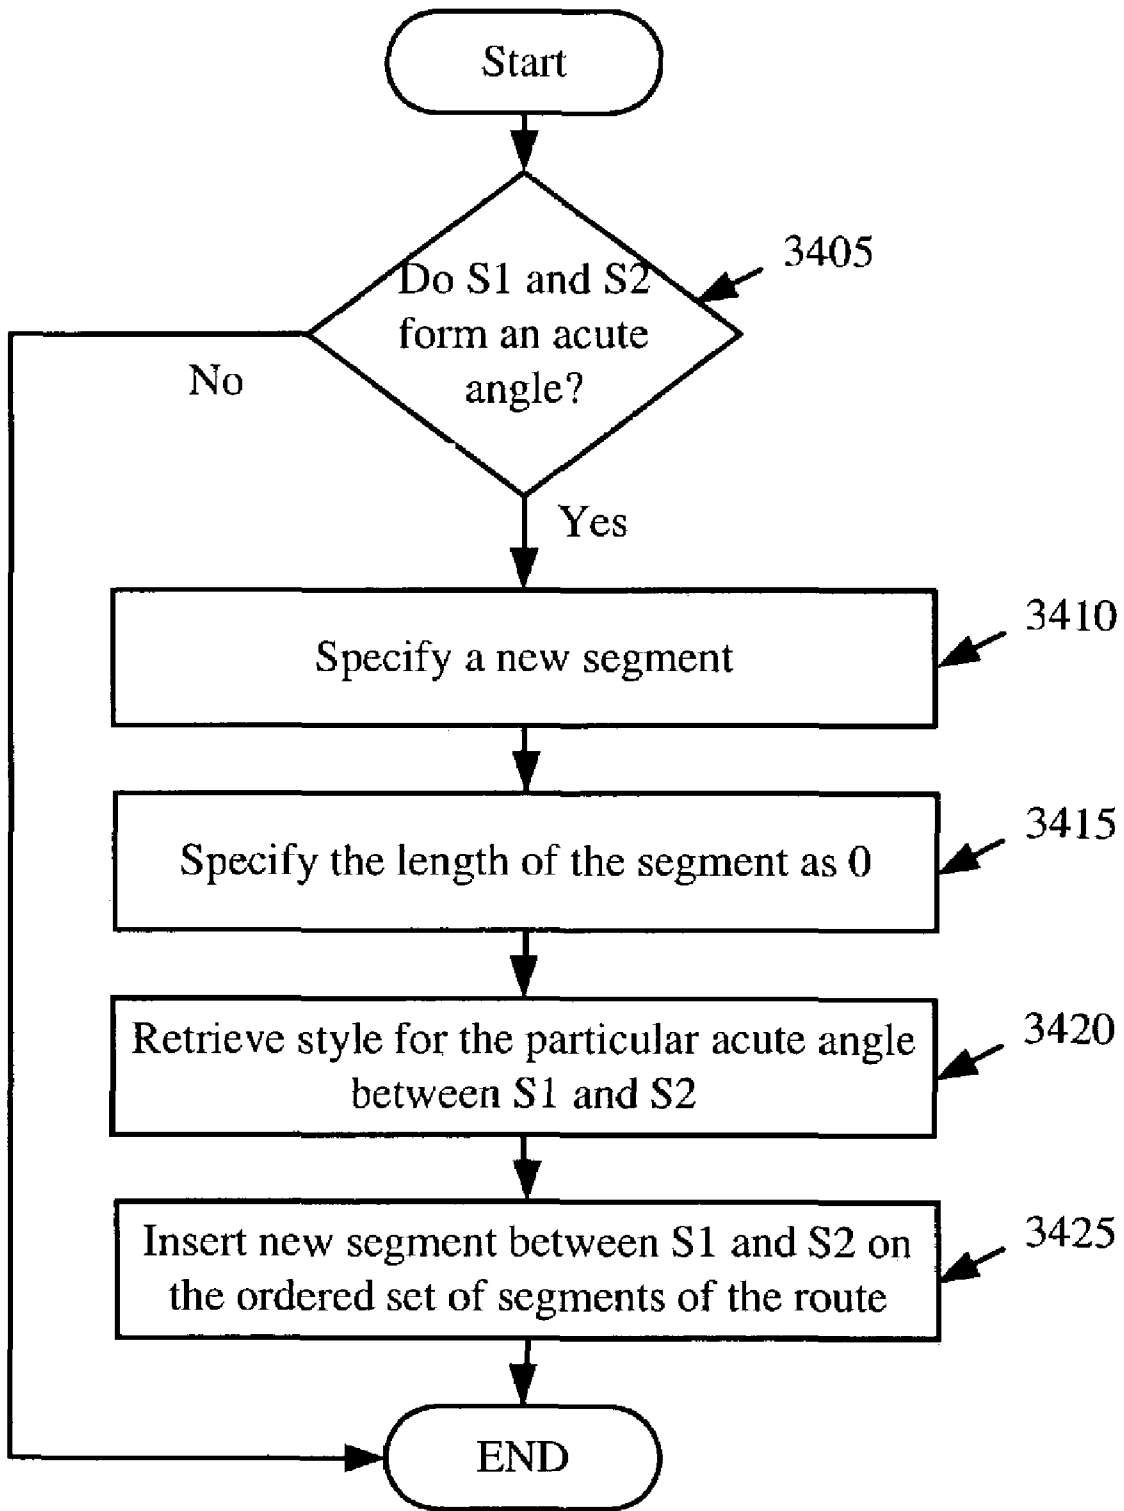 Start
3405
Do S1 and S2
form an acute
angle?
No
Yes
3410
Specify a new segment
3415
Specify the length of the segment as 0
3420
Retrieve style for the particular acute angle
between S1 and S2
3425
Insert new segment between S1 and S2 on
the ordered set of segments of the route
END